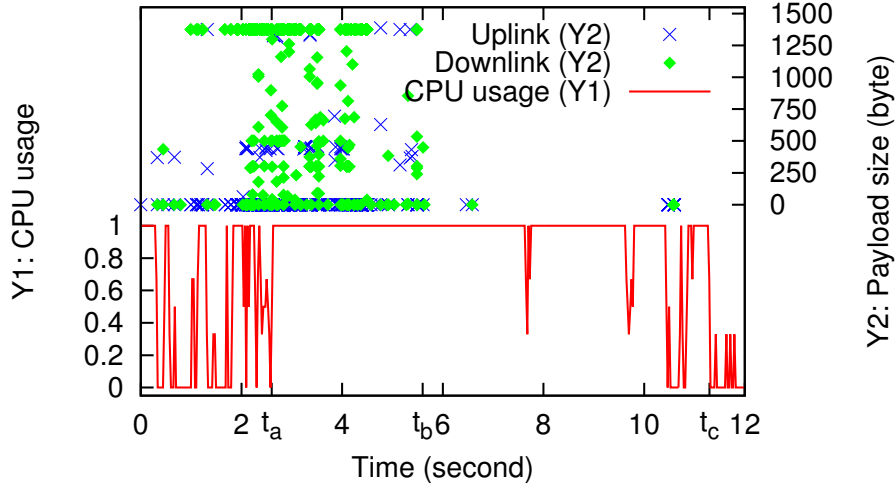 Y1: CPU usage
Y2: Payload size (byte)
Uplink (Y2)
Downlink (Y2)
CPU usage (Y1)
1500
1250
1000
750
500
250
0
1
0.8
0.6
0.4
0.2
0
0 2 t_a 4 t_b 6 8 10 t_c 12
Time (second)